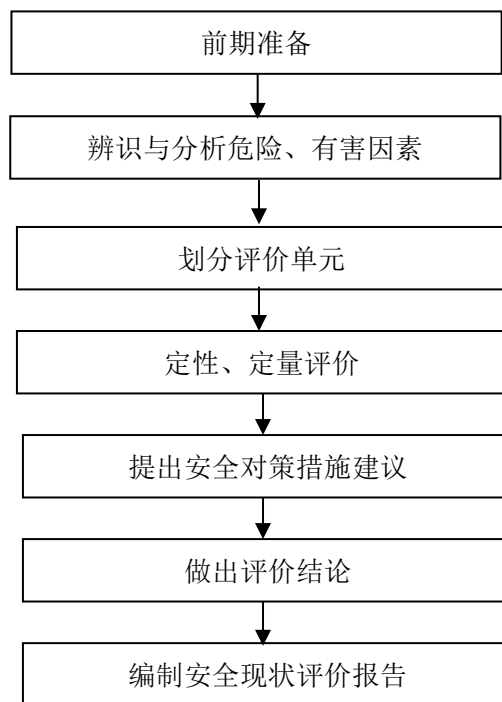 前期准备
辨识与分析危险、有害因素
划分评价单元
定性、定量评价
提出安全对策措施建议
做出评价结论
编制安全现状评价报告